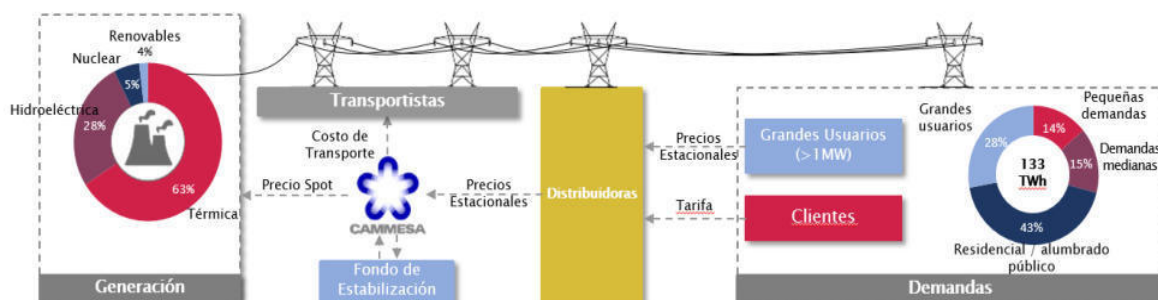 Renovables
4%
Nuclear
5%
Hidroeléctrica
28%
63%
Térmica
Generación
Transportistas
Costo de
Transporte
Precio Spot
CAMMESA
Fondo de
Estabilización
Precios
Estacionales
Distribuidoras
Precios
Estacionales
Tarifa
Grandes Usuarios
(>1MW)
Clientes
Grandes
usuarios
28%
Pequeñas
demandas
14%
Demandas
medianas
15%
133
TWh
43%
Residencial / alumbrado
público
Demandas